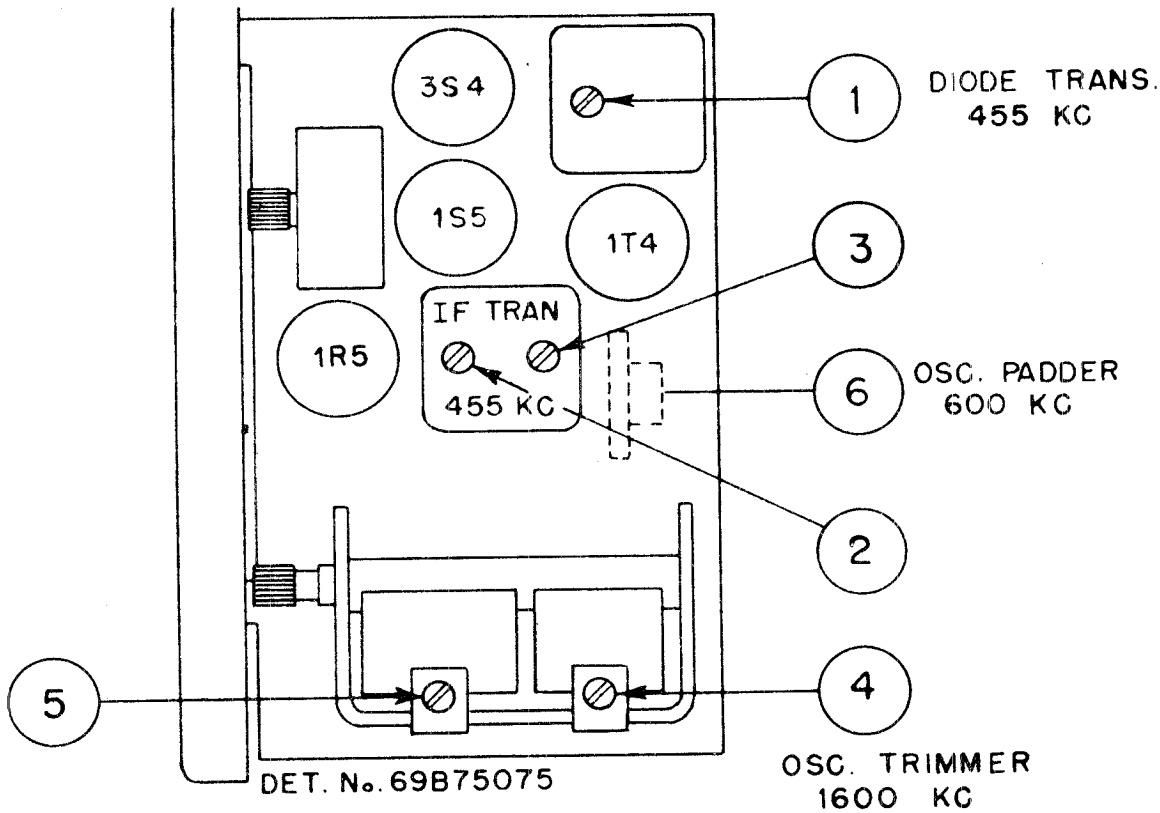 3S4
1
DIODE TRANS.
455 KC
1S5
1T4
3
IF TRAN
1R5
455 KC
6
OSC. PADDER
600 KC
2
5
4
DET. No. 69B75075
OSC. TRIMMER
1600 KC